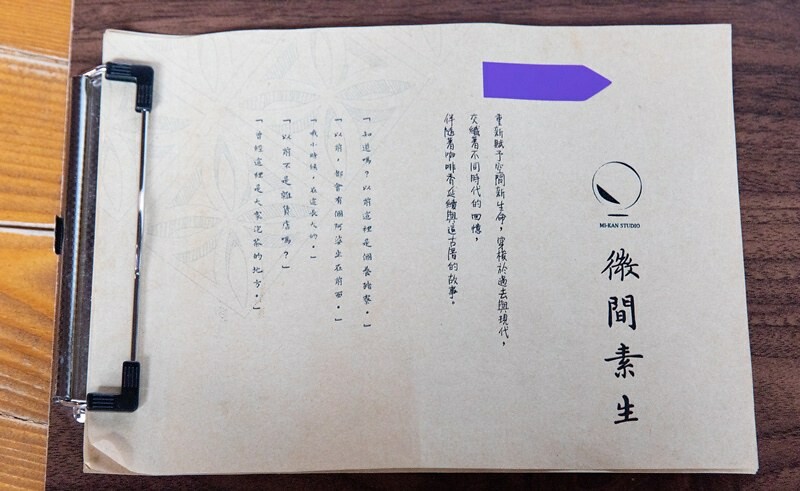 MI-KAN STUDIO
微間素生
重新賦予空間新生命，穿梭於過去與現代，
交織著不同時代的回憶，
伴隨著咖啡香延續與這古厝的故事。
「知道嗎？以前這裡是個養豬寮。」
「以前，都會有個阿婆坐在前面。」
「我小時候，在這長大的。」
「以前不是雜貨店嗎？」
「曾經這裡是大家泡茶的地方。」